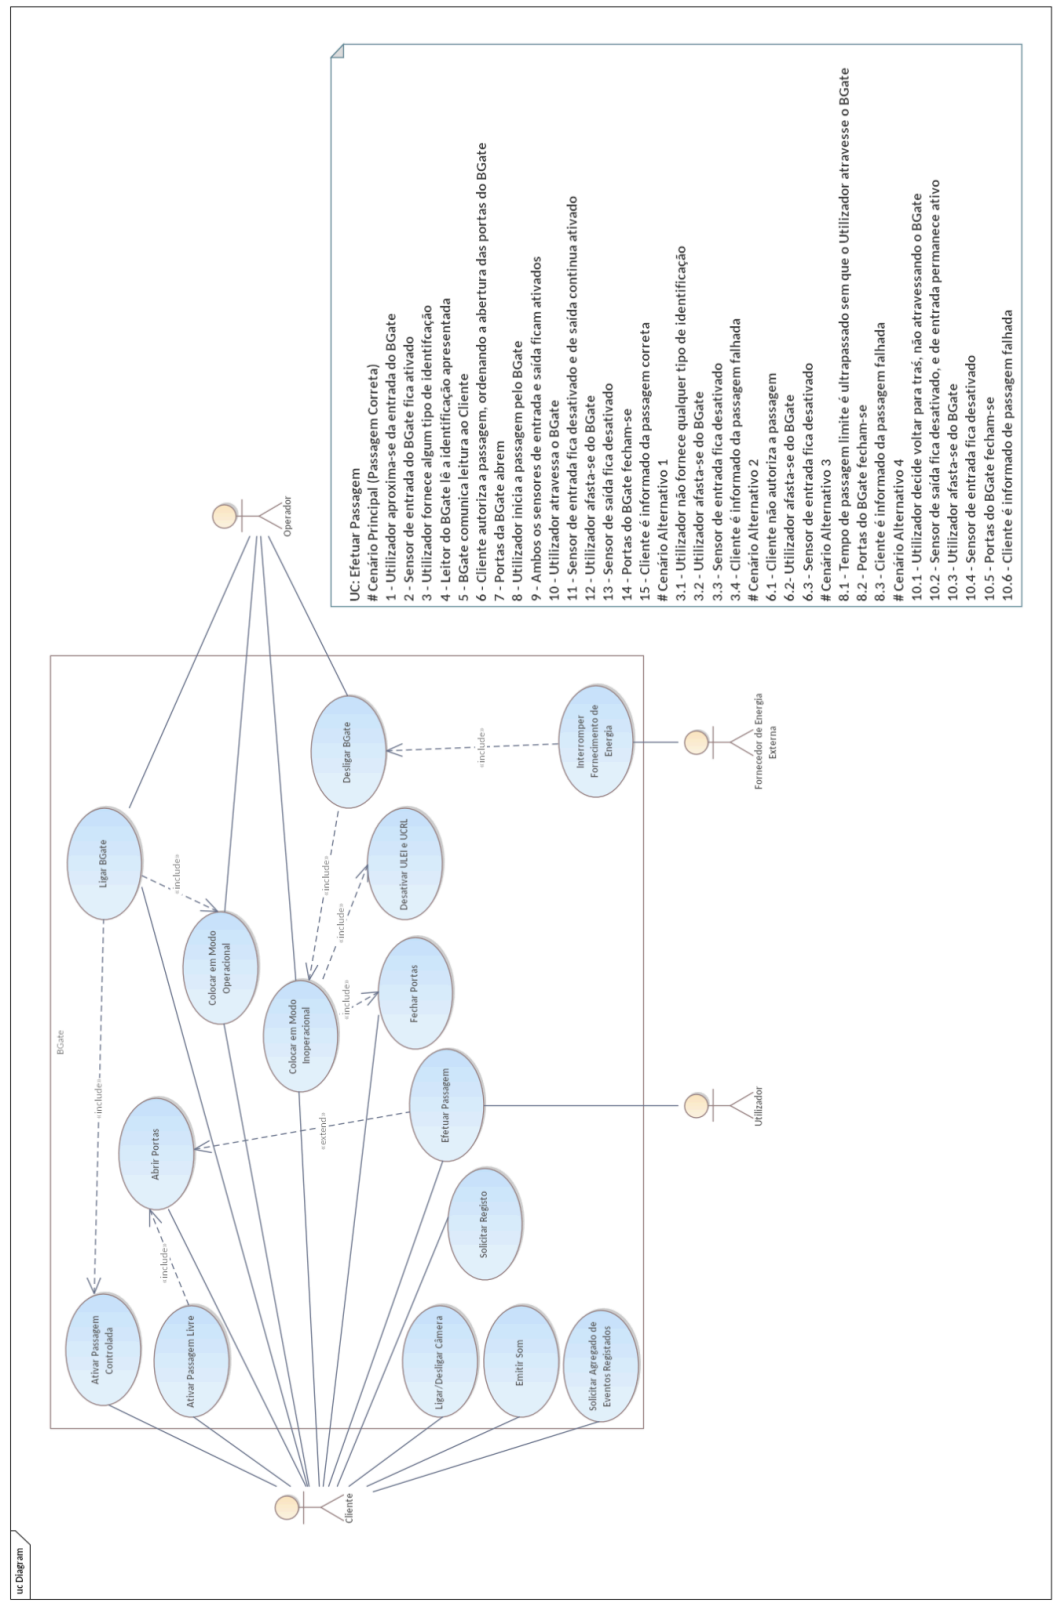 uc Diagram
BGate
Cliente
Ativar Passagem
Controlada
Ativar Passagem Livre
Abrir Portas
Ligar BGate
Colocar em Modo
Operacional
Colocar em Modo
Inoperacional
Desligar BGate
Desativar ULEI e UCRL
Fechar Portas
Efetuar Passagem
Solicitar Registo
Ligar/Desligar Câmera
Emitir Som
Solicitar Agregado de
Eventos Registados
Interromper
Fornecimento de
Energia
«include»
«include»
«include»
«extend»
«include»
«include»
«include»
«include»
Operador
Utilizador
Fornecedor de Energia
Externa
UC: Efetuar Passagem
# Cenário Principal (Passagem Correta)
1 - Utilizador aproxima-se da entrada do BGate
2 - Sensor de entrada do BGate fica ativado
3 - Utilizador fornece algum tipo de identifcação
4 - Leitor do BGate lê a identificação apresentada
5 - BGate comunica leitura ao Cliente
6 - Cliente autoriza a passagem, ordenando a abertura das portas do BGate
7 - Portas da BGate abrem
8 - Utilizador inicia a passagem pelo BGate
9 - Ambos os sensores de entrada e saída ficam ativados
10 - Utilizador atravessa o BGate
11 - Sensor de entrada fica desativado e de saída continua ativado
12 - Utilizador afasta-se do BGate
13 - Sensor de saída fica desativado
14 - Portas do BGate fecham-se
15 - Cliente é informado da passagem correta
# Cenário Alternativo 1
3.1 - Utilizador não fornece qualquer tipo de identificação
3.2 - Utilizador afasta-se do BGate
3.3 - Sensor de entrada fica desativado
3.4 - Cliente é informado da passagem falhada
# Cenário Alternativo 2
6.1 - Cliente não autoriza a passagem
6.2- Utilizador afasta-se do BGate
6.3 - Sensor de entrada fica desativado
# Cenário Alternativo 3
8.1 - Tempo de passagem limite é ultrapassado sem que o Utilizador atravesse o BGate
8.2 - Portas do BGate fecham-se
8.3 - Ciente é informado da passagem falhada
# Cenário Alternativo 4
10.1 - Utilizador decide voltar para traś, não atravessando o BGate
10.2 - Sensor de saída fica desativado, e de entrada permanece ativo
10.3 - Utilizador afasta-se do BGate
10.4 - Sensor de entrada fica desativado
10.5 - Portas do BGate fecham-se
10.6 - Cliente é informado de passagem falhada